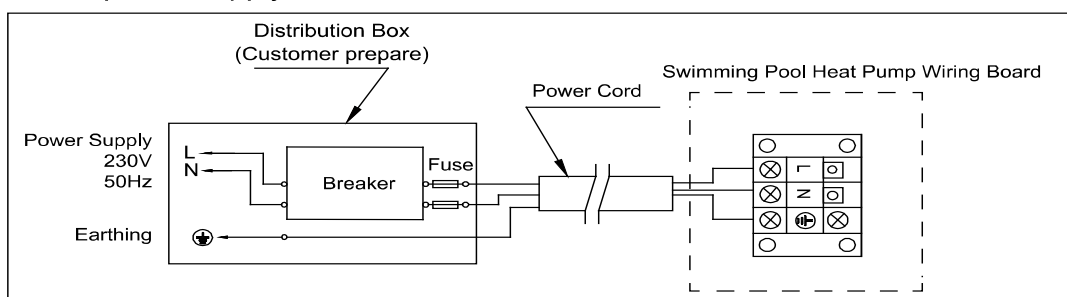 Distribution Box
(Customer prepare)
Swimming Pool Heat Pump Wiring Board
Power Cord
Power Supply
230V
50Hz
L
N
Breaker
Fuse
Earthing
L
N